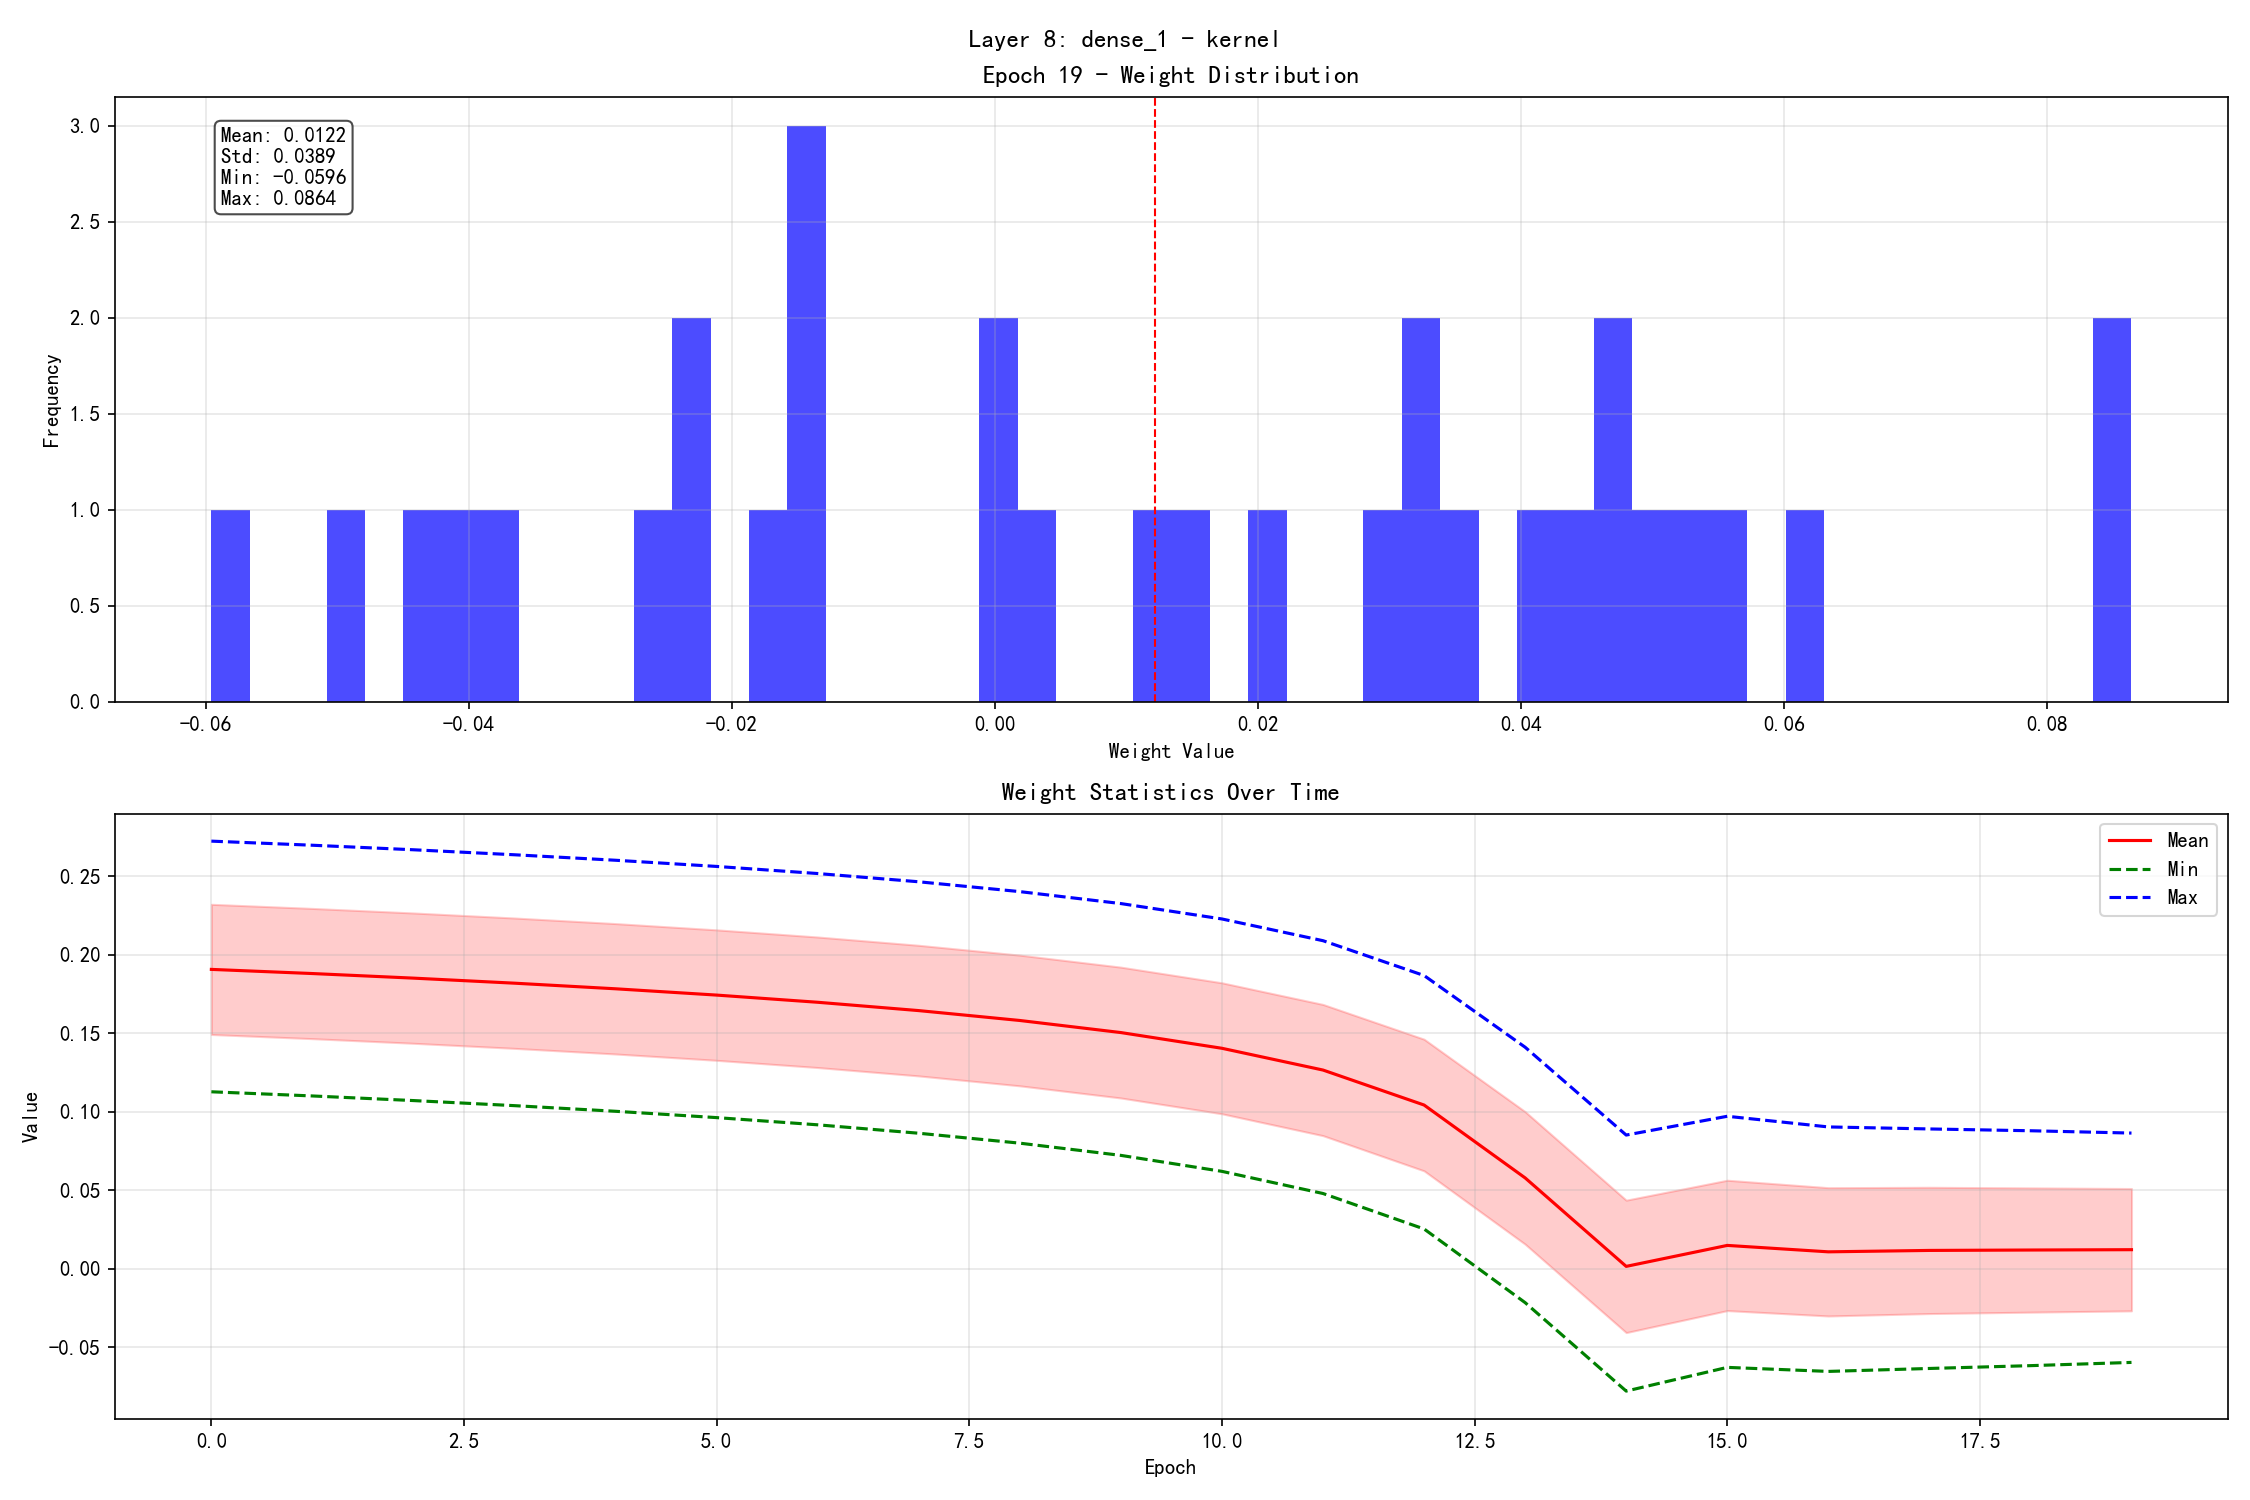 Layer 8: dense_1 - kernel
Epoch 19 - Weight Distribution
Mean: 0.0122
Std: 0.0389
Min: -0.0596
Max: 0.0864
Frequency
3.0
2.5
2.0
1.5
1.0
0.5
0.0
-0.06 -0.04 -0.02 0.00 0.02 0.04 0.06 0.08
Weight Value
Weight Statistics Over Time
Mean
Min
Max
Value
0.25
0.20
0.15
0.10
0.05
0.00
-0.05
0.0 2.5 5.0 7.5 10.0 12.5 15.0 17.5
Epoch